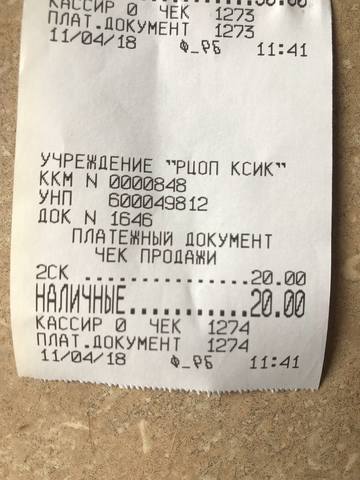 КАССИР 0 ЧЕК 1273
ПЛАТ.ДОКУМЕНТ 1273
11/04/18 Ф_РБ 11:41
УЧРЕЖДЕНИЕ "РЦОП КСИК"
ККМ N 0000848
УНП 600049812
ДОК N 1646
ПЛАТЕЖНЫЙ ДОКУМЕНТ
ЧЕК ПРОДАЖИ
2СК ...............20.00
НАЛИЧНЫЕ...........20.00
КАССИР 0 ЧЕК 1274
ПЛАТ.ДОКУМЕНТ 1274
11/04/18 Ф_РБ 11:41